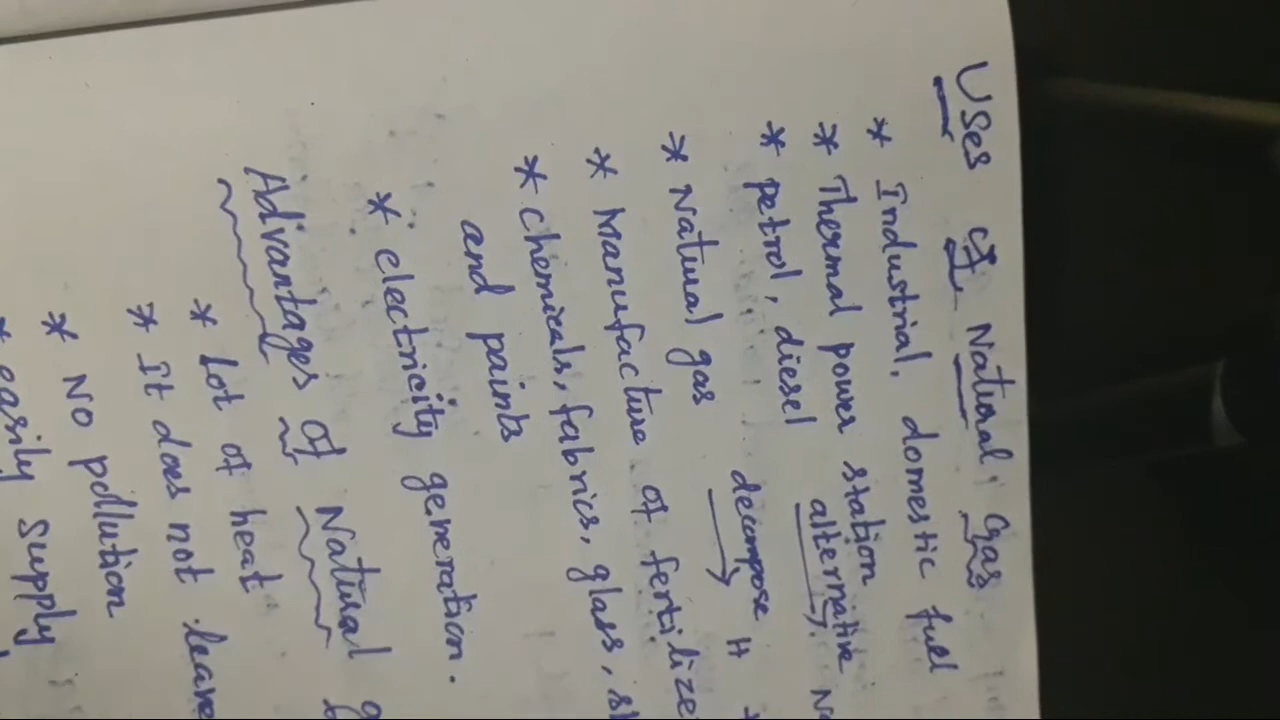 Uses of Natural Gas
* Industrial, domestic fuel
* Thermal power station
* petrol, diesel alternative
* Natural gas decompose H
* Manufacture of fertilize
* chemicals, fabrics, glass,
and paints
* electricity generation.
Advantages of Natural
* Lot of heat
* It does not leave
* NO pollution
* easily supply